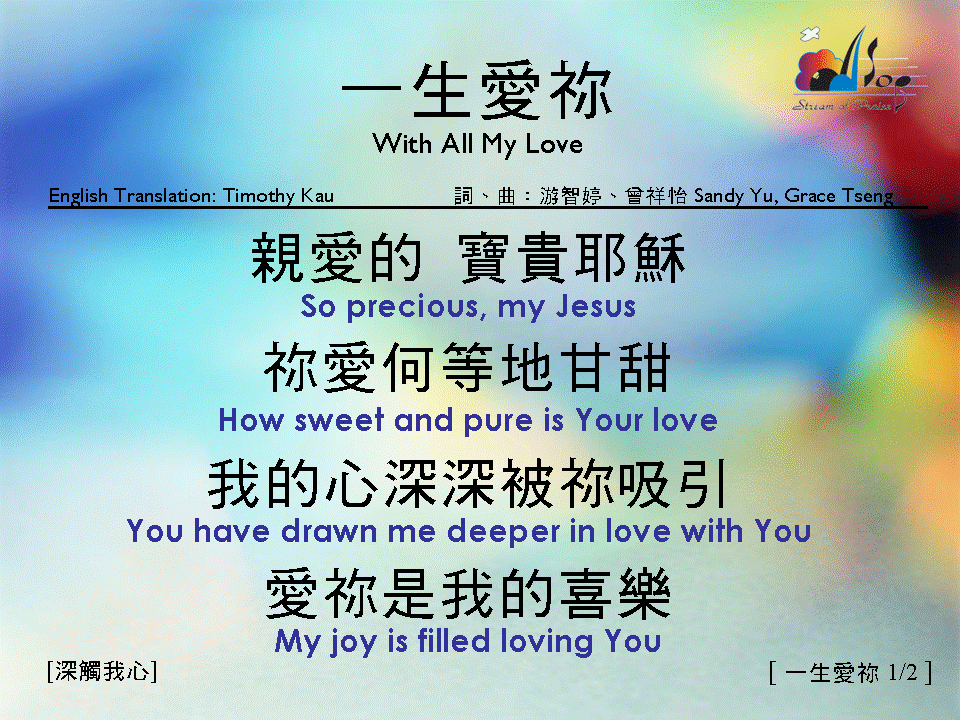 一生愛祢
With All My Love
Stream of Praise
English Translation: Timothy Kau 詞、曲：游智婷、曾祥怡 Sandy Yu, Grace Tseng
親愛的 寶貴耶穌
So precious, my Jesus
祢愛何等地甘甜
How sweet and pure is Your love
我的心深深被祢吸引
You have drawn me deeper in love with You
愛祢是我的喜樂
My joy is filled loving You
[深觸我心] [ 一生愛祢 1/2 ]